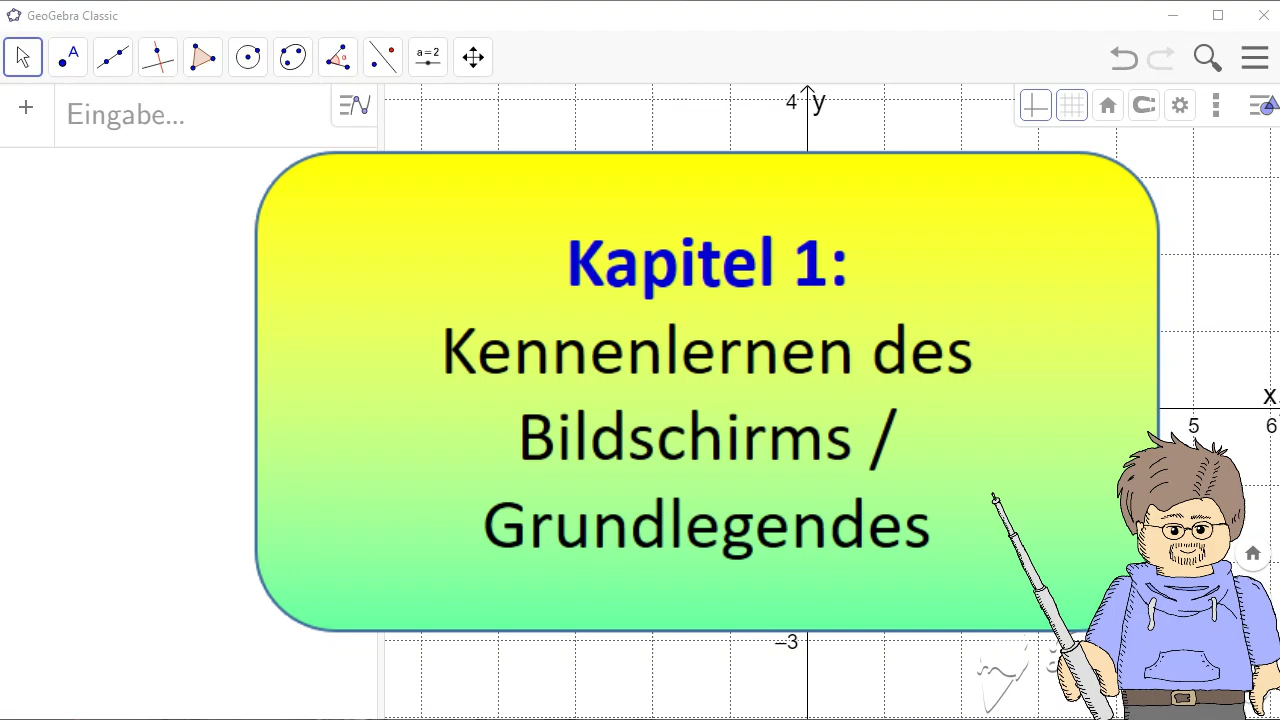 GeoGebra Classic
A
a=2
Eingabe...
4
y
Kapitel 1:
Kennenlernen des
Bildschirms /
Grundlegendes
x
5
6
–3